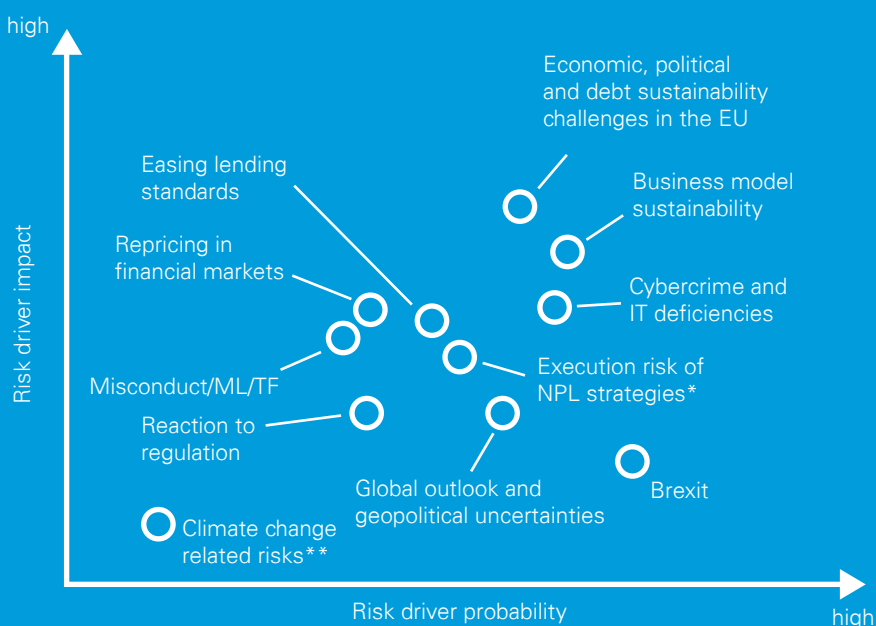 high
Economic, political
and debt sustainability
challenges in the EU
Easing lending
standards
Business model
sustainability
Repricing in
financial markets
Cybercrime and
IT deficiencies
Risk driver impact
Misconduct/ML/TF
Execution risk of
NPL strategies*
Reaction to
regulation
Global outlook and
geopolitical uncertainties
Brexit
Climate change
related risks**
Risk driver probability
high